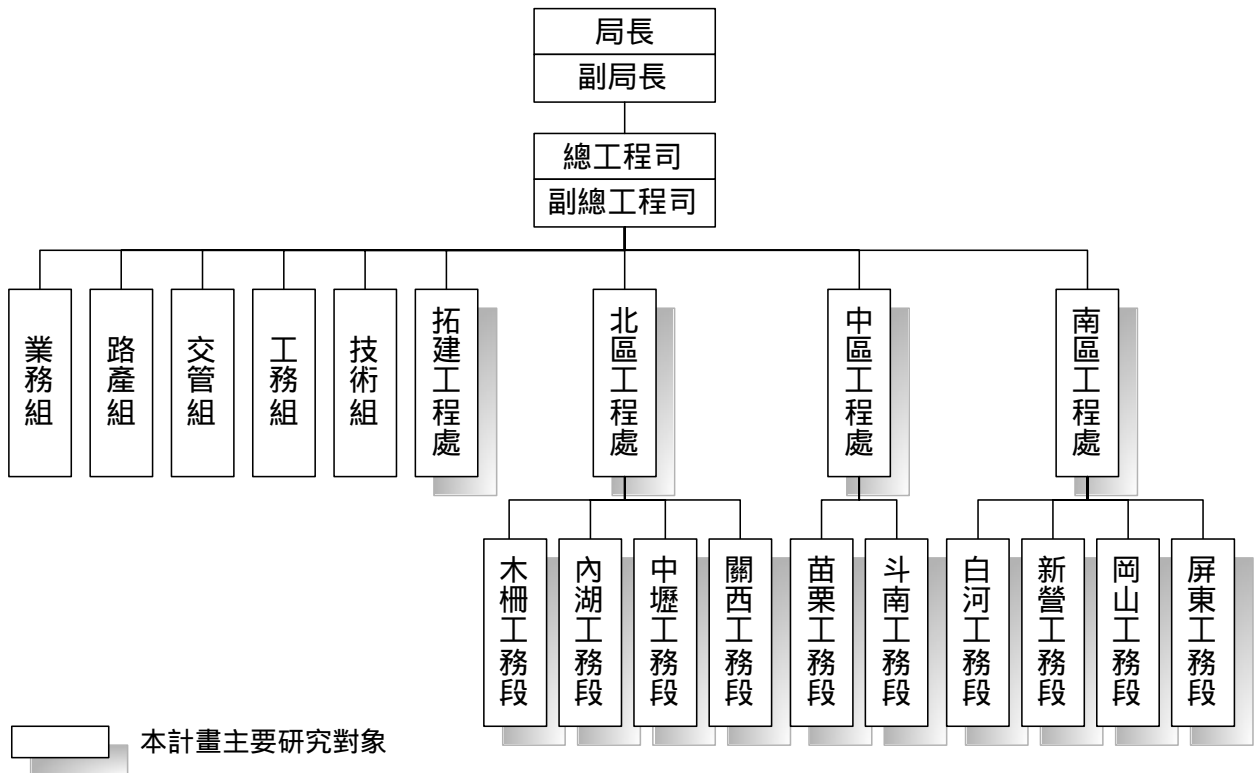 局長
副局長
總工程司
副總工程司
業務組
路產組
交管組
工務組
技術組
拓建工程處
北區工程處
中區工程處
南區工程處
木柵工務段
內湖工務段
中壢工務段
關西工務段
苗栗工務段
斗南工務段
白河工務段
新營工務段
岡山工務段
屏東工務段
本計畫主要研究對象